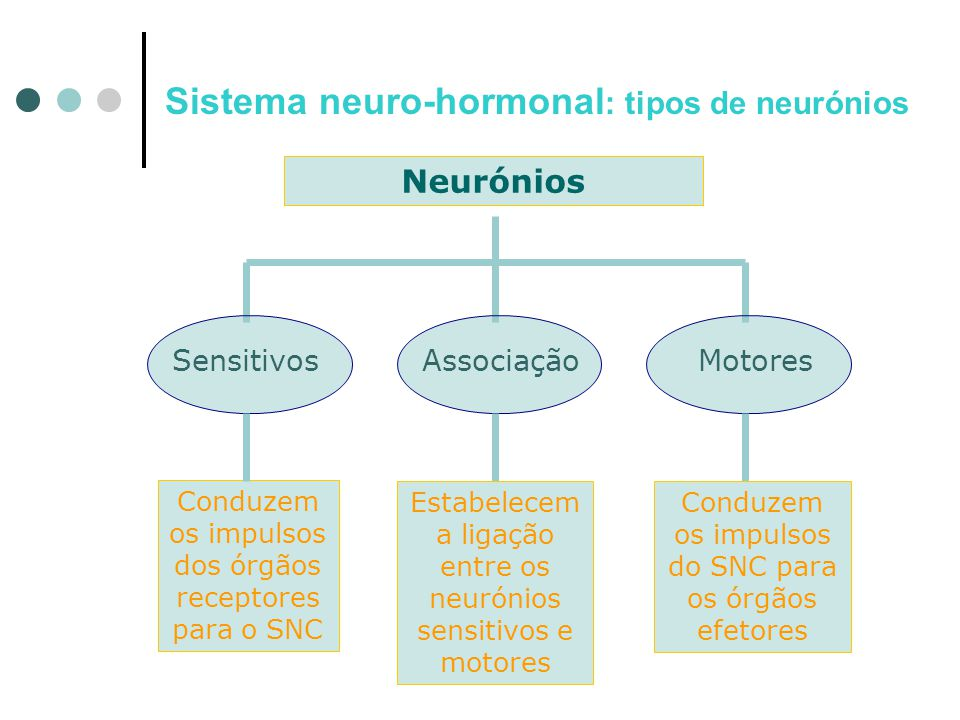 Sistema neuro-hormonal: tipos de neurónios
Neurónios
Sensitivos
Associação
Motores
Conduzem
os impulsos
dos órgãos
receptores
para o SNC
Estabelecem
a ligação
entre os
neurónios
sensitivos e
motores
Conduzem
os impulsos
do SNC para
os órgãos
efetores